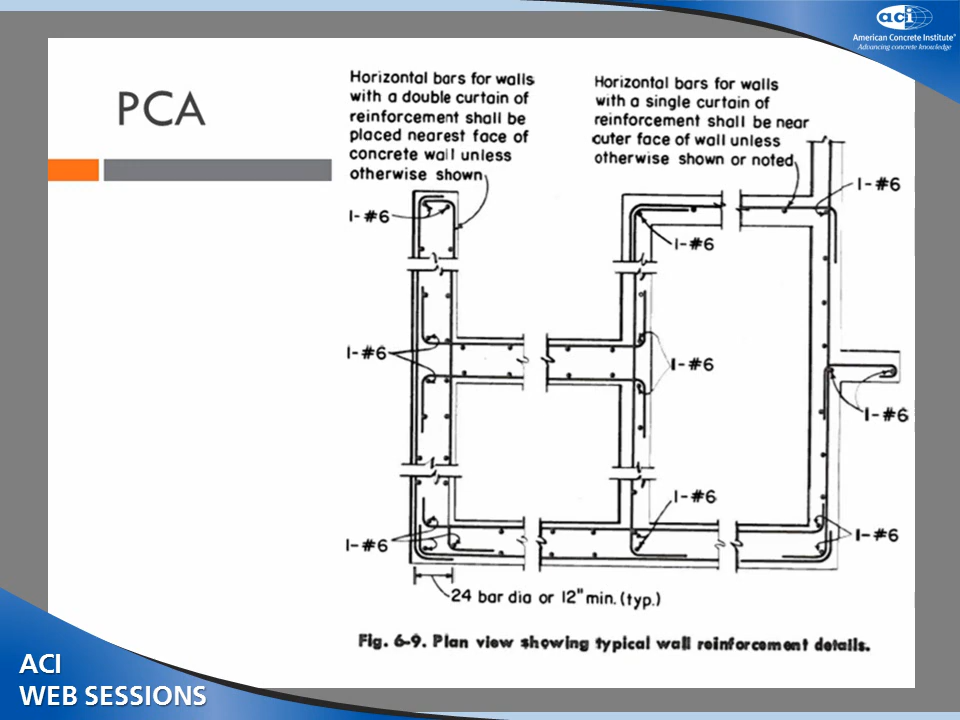 aci
American Concrete Institute®
Advancing concrete knowledge
PCA
Horizontal bars for walls
with a double curtain of
reinforcement shall be
placed nearest face of
concrete wall unless
otherwise shown
Horizontal bars for walls
with a single curtain of
reinforcement shall be near
outer face of wall unless
otherwise shown or noted
1-#6
1-#6
1-#6
1-#6
1-#6
1-#6
1-#6
1-#6
1-#6
24 bar dia or 12" min. (typ.)
Fig. 6-9. Plan view showing typical wall reinforcement details.
ACI
WEB SESSIONS